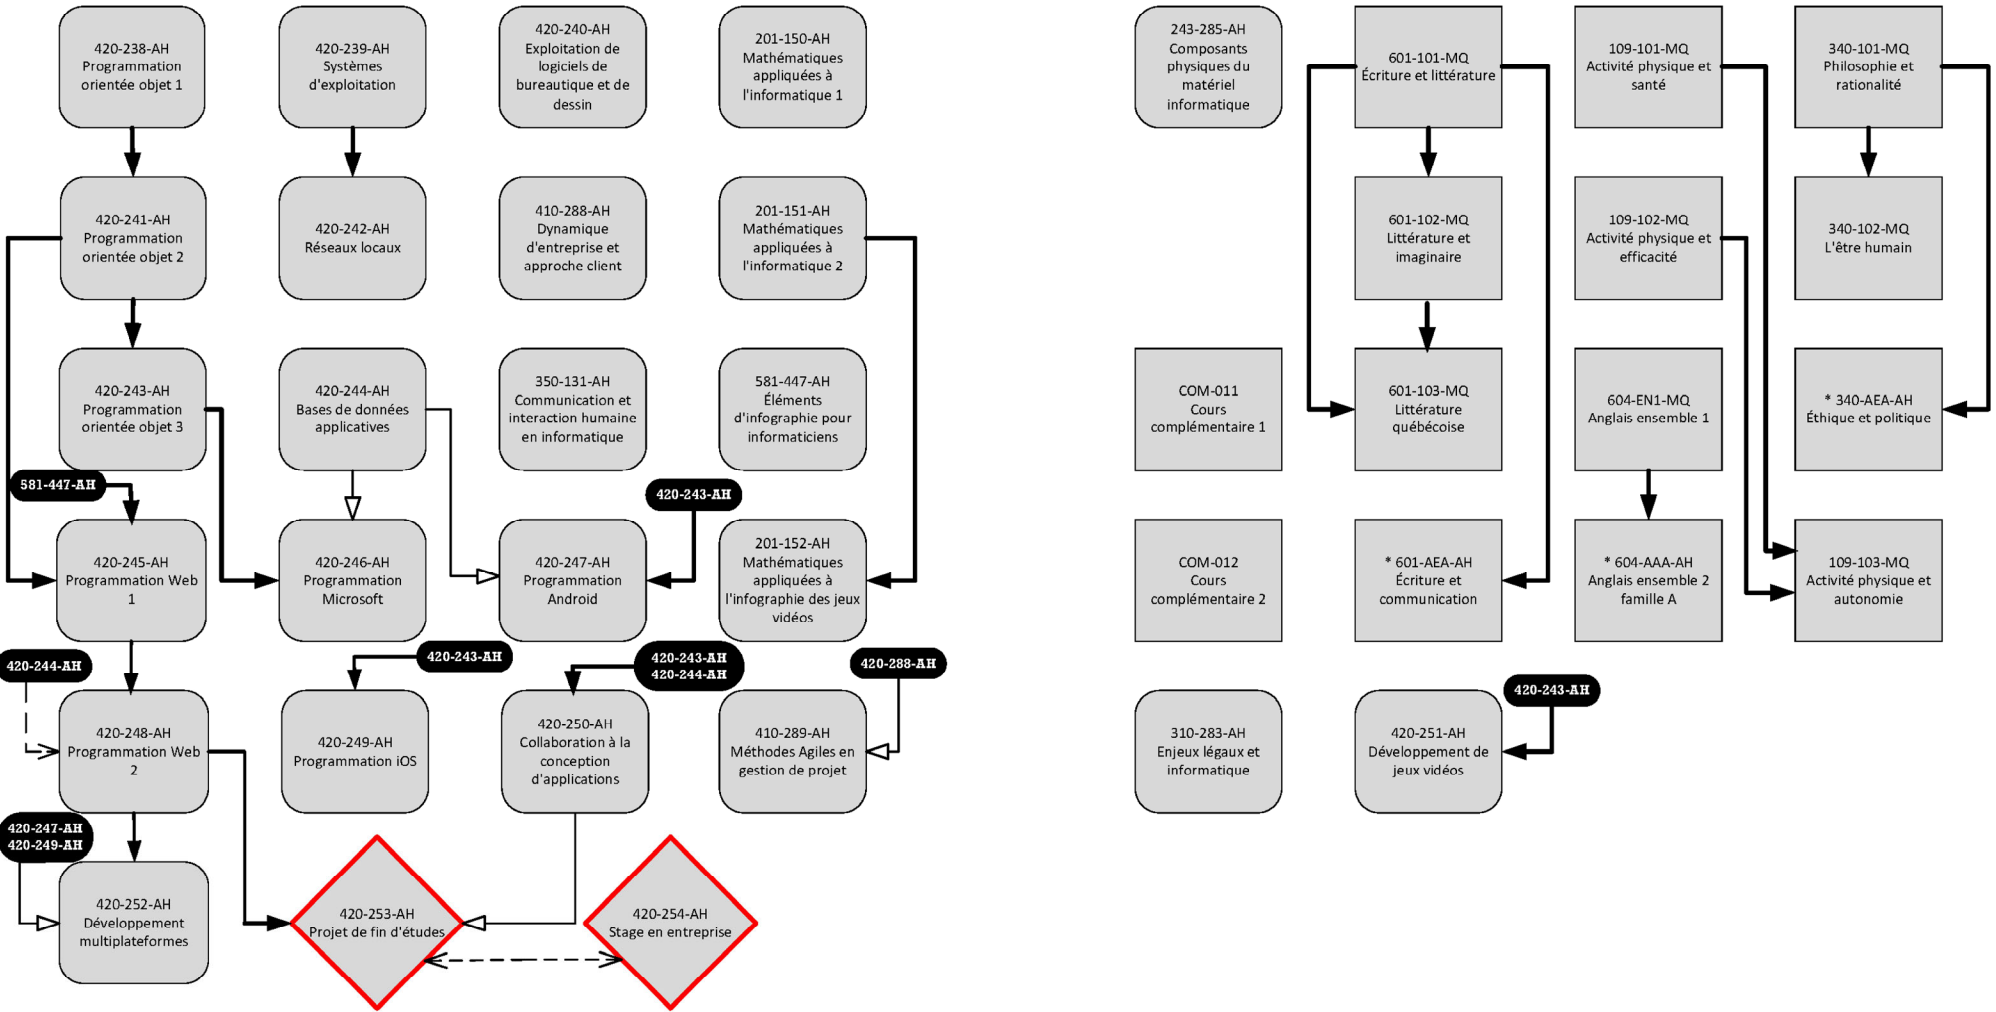 420-238-AH
Programmation
orientée objet 1
420-239-AH
Systèmes
d'exploitation
420-240-AH
Exploitation de
logiciels de
bureautique et de
dessin
201-150-AH
Mathématiques
appliquées à
l'informatique 1
243-285-AH
Composants
physiques du
matériel
informatique
601-101-MQ
Écriture et littérature
109-101-MQ
Activité physique et
santé
340-101-MQ
Philosophie et
rationalité
420-241-AH
Programmation
orientée objet 2
420-242-AH
Réseaux locaux
410-288-AH
Dynamique
d'entreprise et
approche client
201-151-AH
Mathématiques
appliquées à
l'informatique 2
601-102-MQ
Littérature et
imaginaire
109-102-MQ
Activité physique et
efficacité
340-102-MQ
L'être humain
420-243-AH
Programmation
orientée objet 3
420-244-AH
Bases de données
applicatives
350-131-AH
Communication et
interaction humaine
en informatique
581-447-AH
Éléments
d'infographie pour
informaticiens
COM-011
Cours
complémentaire 1
601-103-MQ
Littérature
québécoise
604-EN1-MQ
Anglais ensemble 1
* 340-AEA-AH
Éthique et politique
581-447-AH
420-243-AH
420-245-AH
Programmation Web
1
420-246-AH
Programmation
Microsoft
420-247-AH
Programmation
Android
201-152-AH
Mathématiques
appliquées à
l'infographie des jeux
vidéos
COM-012
Cours
complémentaire 2
* 601-AEA-AH
Écriture et
communication
* 604-AAA-AH
Anglais ensemble 2
famille A
109-103-MQ
Activité physique et
autonomie
420-244-AH
420-243-AH
420-243-AH
420-244-AH
420-288-AH
420-243-AH
420-248-AH
Programmation Web
2
420-249-AH
Programmation iOS
420-250-AH
Collaboration à la
conception
d'applications
410-289-AH
Méthodes Agiles en
gestion de projet
310-283-AH
Enjeux légaux et
informatique
420-251-AH
Développement de
jeux vidéos
420-247-AH
420-249-AH
420-252-AH
Développement
multiplateformes
420-253-AH
Projet de fin d'études
420-254-AH
Stage en entreprise